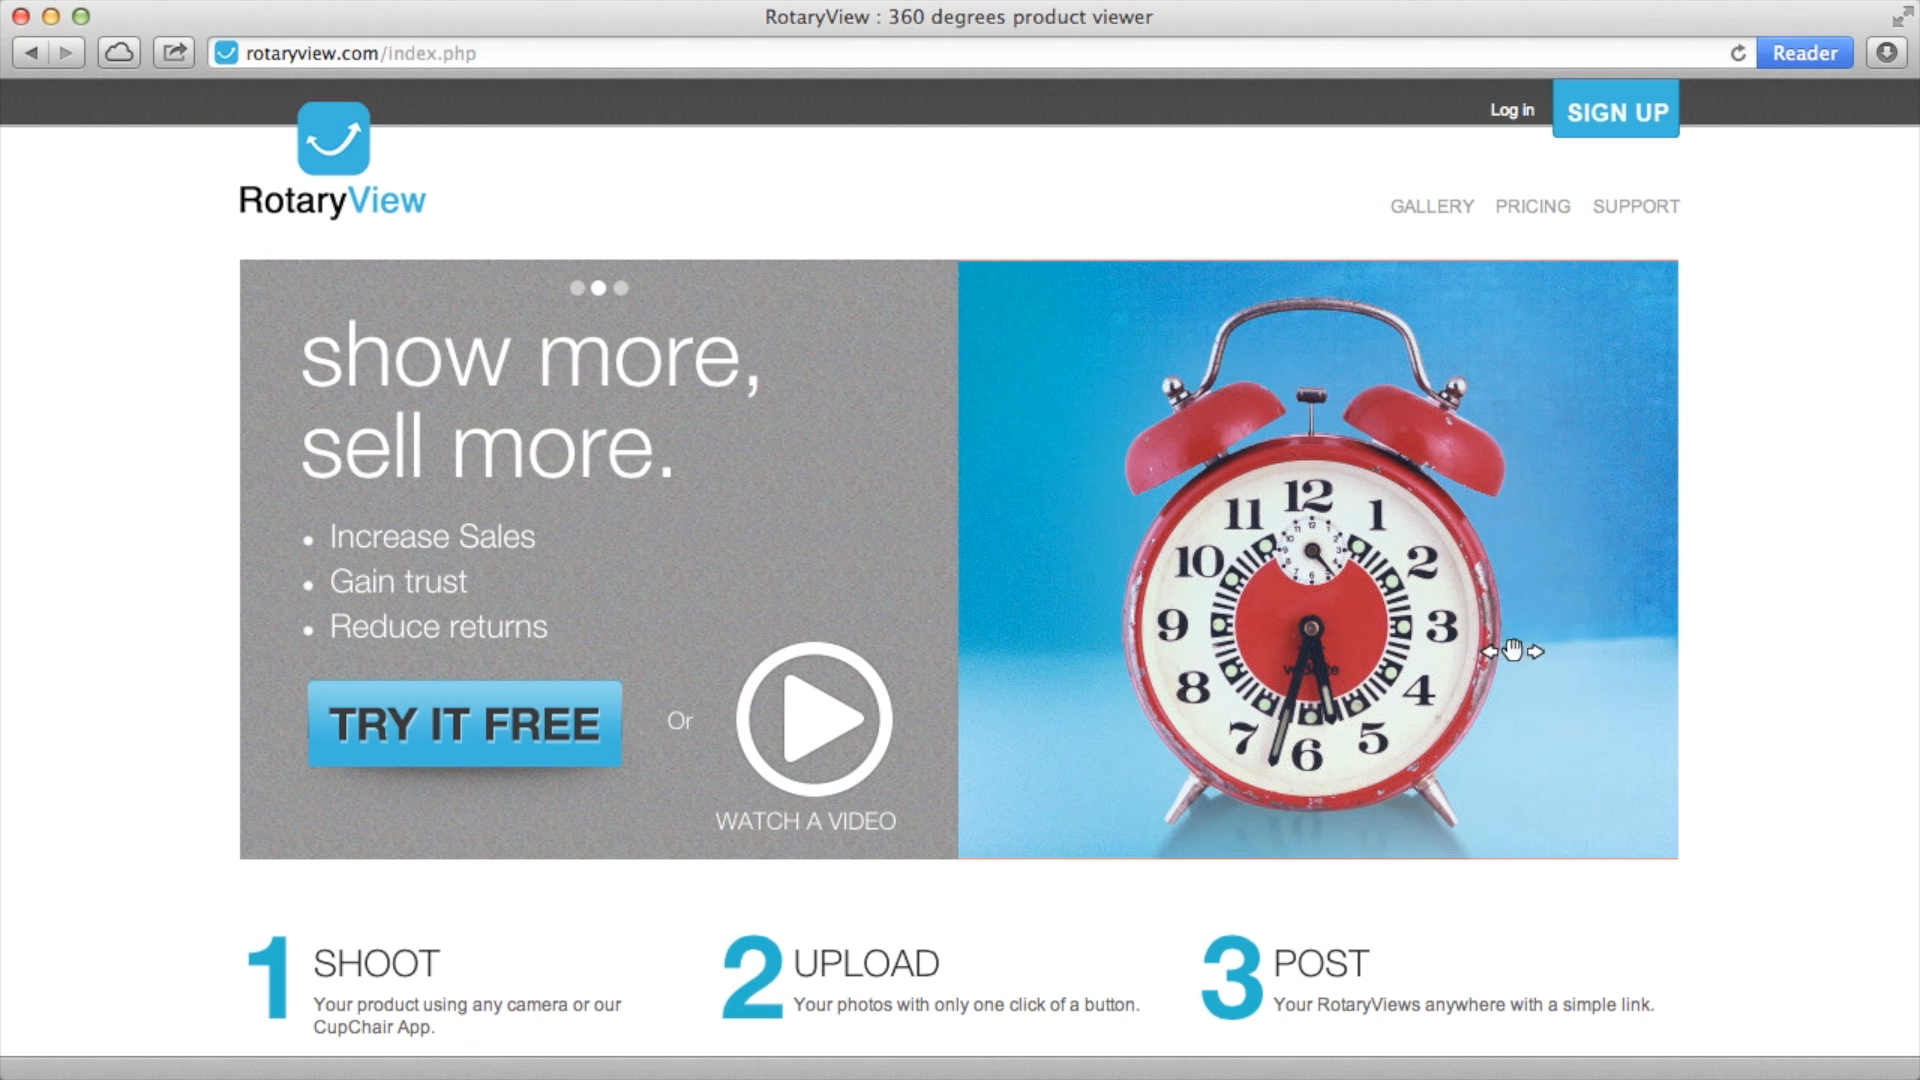 RotaryView : 360 degrees product viewer
rotaryview.com/index.php
Reader
Log in
SIGN UP
RotaryView
GALLERY PRICING SUPPORT
show more,
sell more.
• Increase Sales
• Gain trust
• Reduce returns
TRY IT FREE
Or
WATCH A VIDEO
12
11
1
10
2
9
3
8
4
7
6
5
1 SHOOT
Your product using any camera or our
CupChair App.
2 UPLOAD
Your photos with only one click of a button.
3 POST
Your RotaryViews anywhere with a simple link.